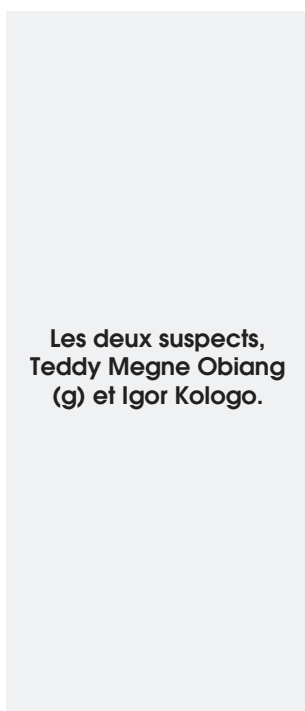 Les deux suspects,
Teddy Megne Obiang
(g) et Igor Kologo.